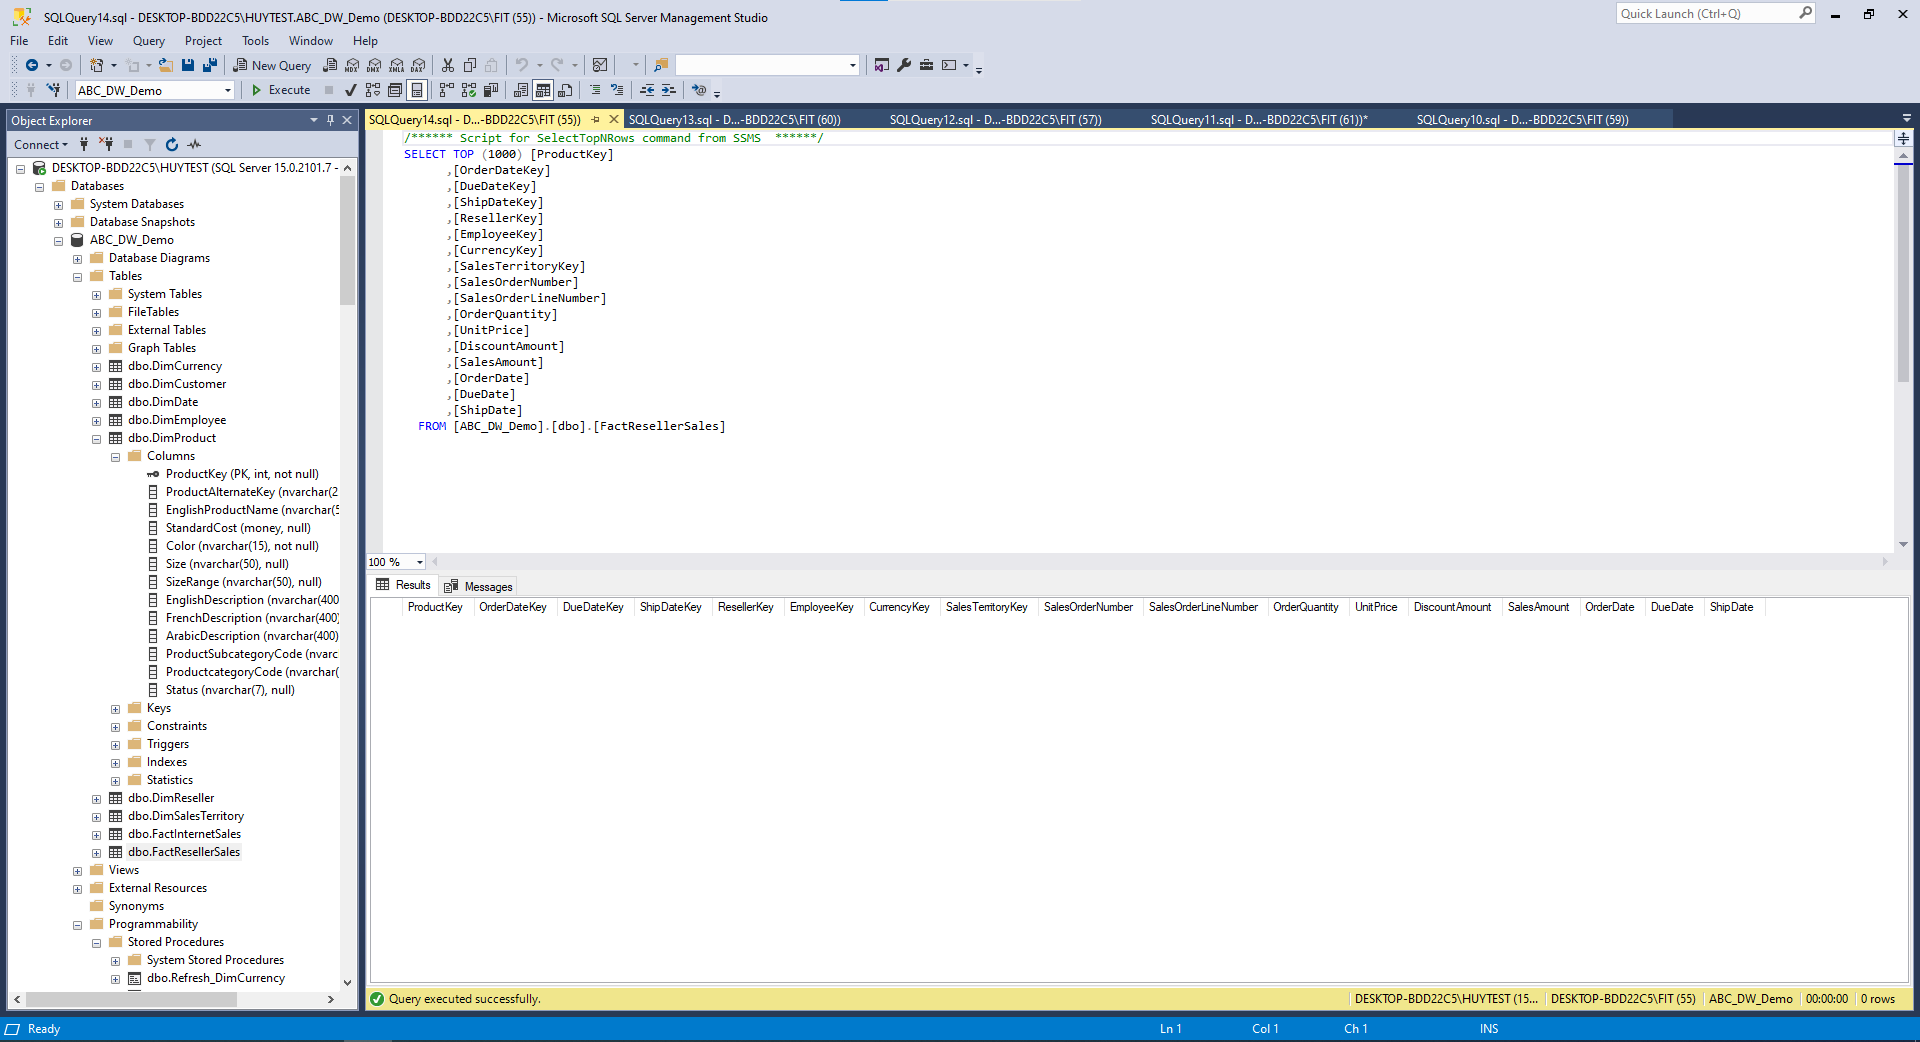 SQLQuery14.sql - DESKTOP-BDD22C5\HUYTEST.ABC_DW_Demo (DESKTOP-BDD22C5\FIT (55)) - Microsoft SQL Server Management Studio
Quick Launch (Ctrl+Q)
File Edit View Query Project Tools Window Help
New Query
MDX DMX XMLA DAX
ABC_DW_Demo
Execute
Object Explorer
Connect
DESKTOP-BDD22C5\HUYTEST (SQL Server 15.0.2101.7 -
Databases
System Databases
Database Snapshots
ABC_DW_Demo
Database Diagrams
Tables
System Tables
FileTables
External Tables
Graph Tables
dbo.DimCurrency
dbo.DimCustomer
dbo.DimDate
dbo.DimEmployee
dbo.DimProduct
Columns
ProductKey (PK, int, not null)
ProductAlternateKey (nvarchar(2
EnglishProductName (nvarchar(5
StandardCost (money, null)
Color (nvarchar(15), not null)
Size (nvarchar(50), null)
SizeRange (nvarchar(50), null)
EnglishDescription (nvarchar(400
FrenchDescription (nvarchar(400)
ArabicDescription (nvarchar(400)
ProductSubcategoryCode (nvarc
ProductcategoryCode (nvarchar(
Status (nvarchar(7), null)
Keys
Constraints
Triggers
Indexes
Statistics
dbo.DimReseller
dbo.DimSalesTerritory
dbo.FactInternetSales
dbo.FactResellerSales
Views
External Resources
Synonyms
Programmability
Stored Procedures
System Stored Procedures
dbo.Refresh_DimCurrency
SQLQuery14.sql - D...-BDD22C5\FIT (55)) SQLQuery13.sql - D...-BDD22C5\FIT (60)) SQLQuery12.sql - D...-BDD22C5\FIT (57)) SQLQuery11.sql - D...-BDD22C5\FIT (61))* SQLQuery10.sql - D...-BDD22C5\FIT (59))
/****** Script for SelectTopNRows command from SSMS  ******/
SELECT TOP (1000) [ProductKey]
,[OrderDateKey]
,[DueDateKey]
,[ShipDateKey]
,[ResellerKey]
,[EmployeeKey]
,[CurrencyKey]
,[SalesTerritoryKey]
,[SalesOrderNumber]
,[SalesOrderLineNumber]
,[OrderQuantity]
,[UnitPrice]
,[DiscountAmount]
,[SalesAmount]
,[OrderDate]
,[DueDate]
,[ShipDate]
FROM [ABC_DW_Demo].[dbo].[FactResellerSales]
100 %
Results Messages
ProductKey OrderDateKey DueDateKey ShipDateKey ResellerKey EmployeeKey CurrencyKey SalesTerritoryKey SalesOrderNumber SalesOrderLineNumber OrderQuantity UnitPrice DiscountAmount SalesAmount OrderDate DueDate ShipDate
Query executed successfully.
DESKTOP-BDD22C5\HUYTEST (15... DESKTOP-BDD22C5\FIT (55) ABC_DW_Demo 00:00:00 0 rows
Ready
Ln 1 Col 1 Ch 1 INS